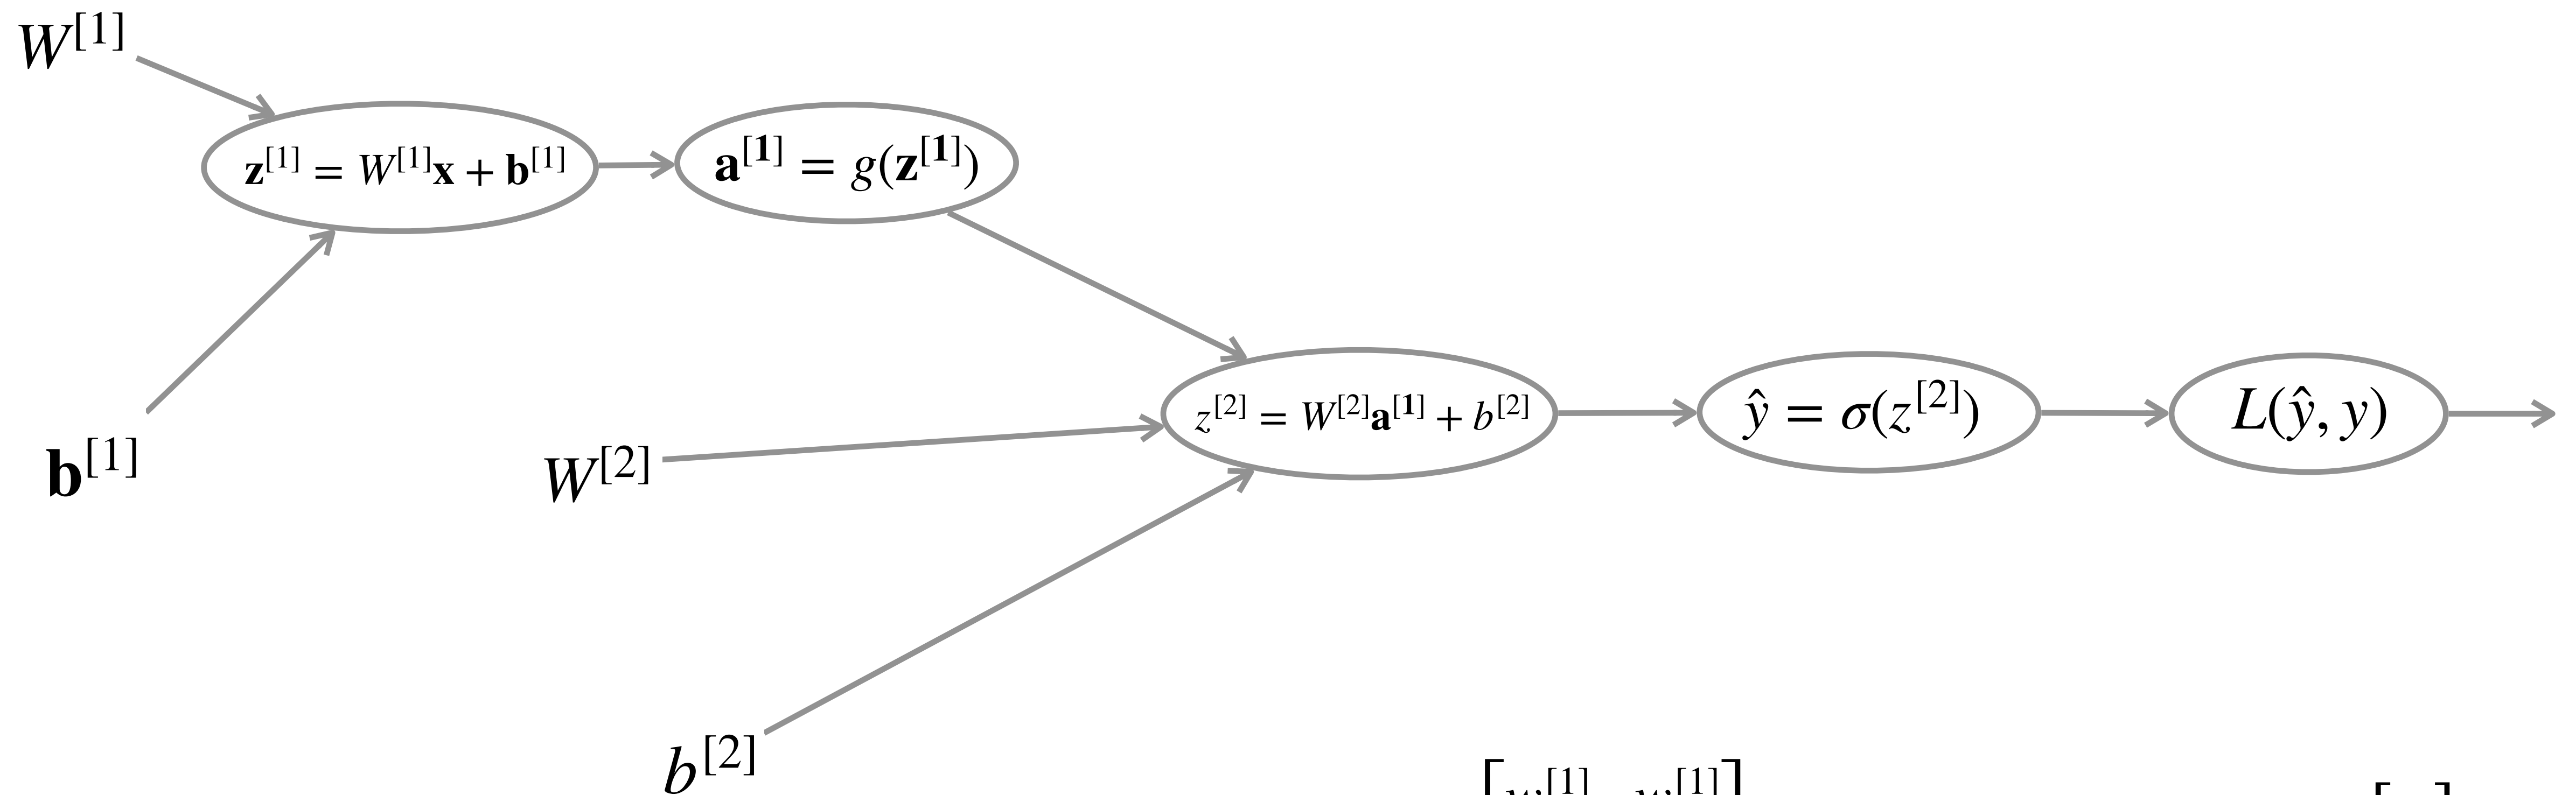 W^{[1]}
𝐳^{[1]} = W^{[1]}𝐱 + 𝐛^{[1]}
𝐚^{[𝟏]} = g(𝐳^{[𝟏]})
𝐛^{[1]}
W^{[2]}
z^{[2]} = W^{[2]}𝐚^{[𝟏]} + b^{[2]}
ŷ = σ(z^{[2]})
L(ŷ, y)
b^{[2]}